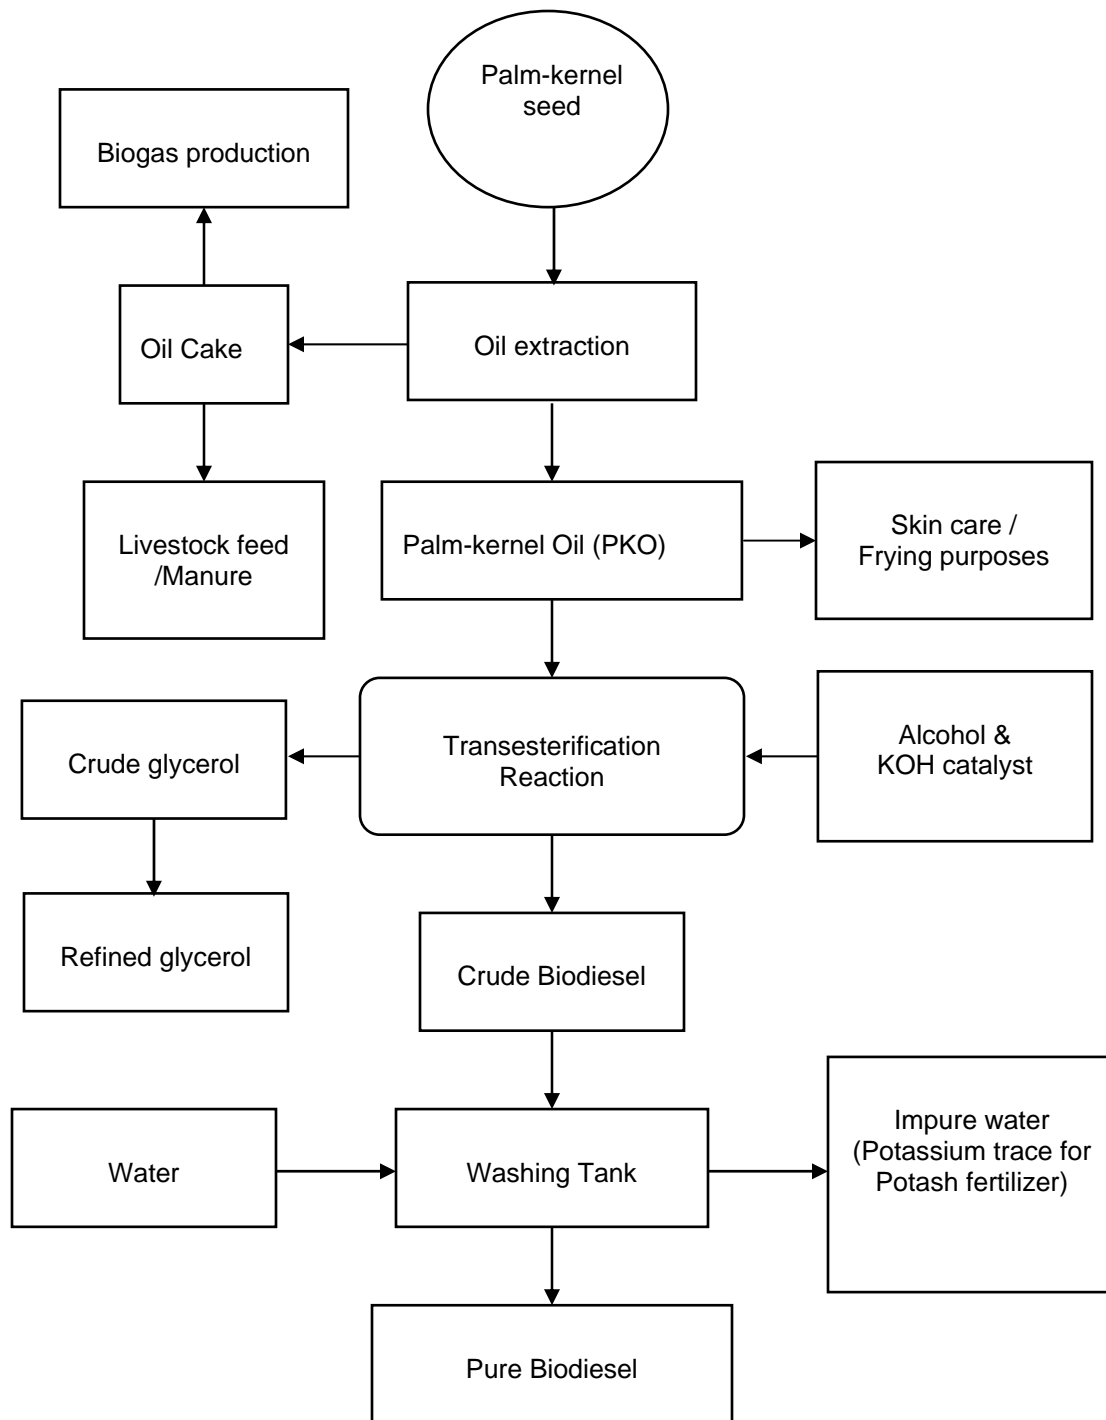 Palm-kernel
seed
Biogas production
Oil Cake
Oil extraction
Livestock feed
/Manure
Palm-kernel Oil (PKO)
Skin care /
Frying purposes
Crude glycerol
Transesterification
Reaction
Alcohol &
KOH catalyst
Refined glycerol
Crude Biodiesel
Water
Washing Tank
Impure water
(Potassium trace for
Potash fertilizer)
Pure Biodiesel